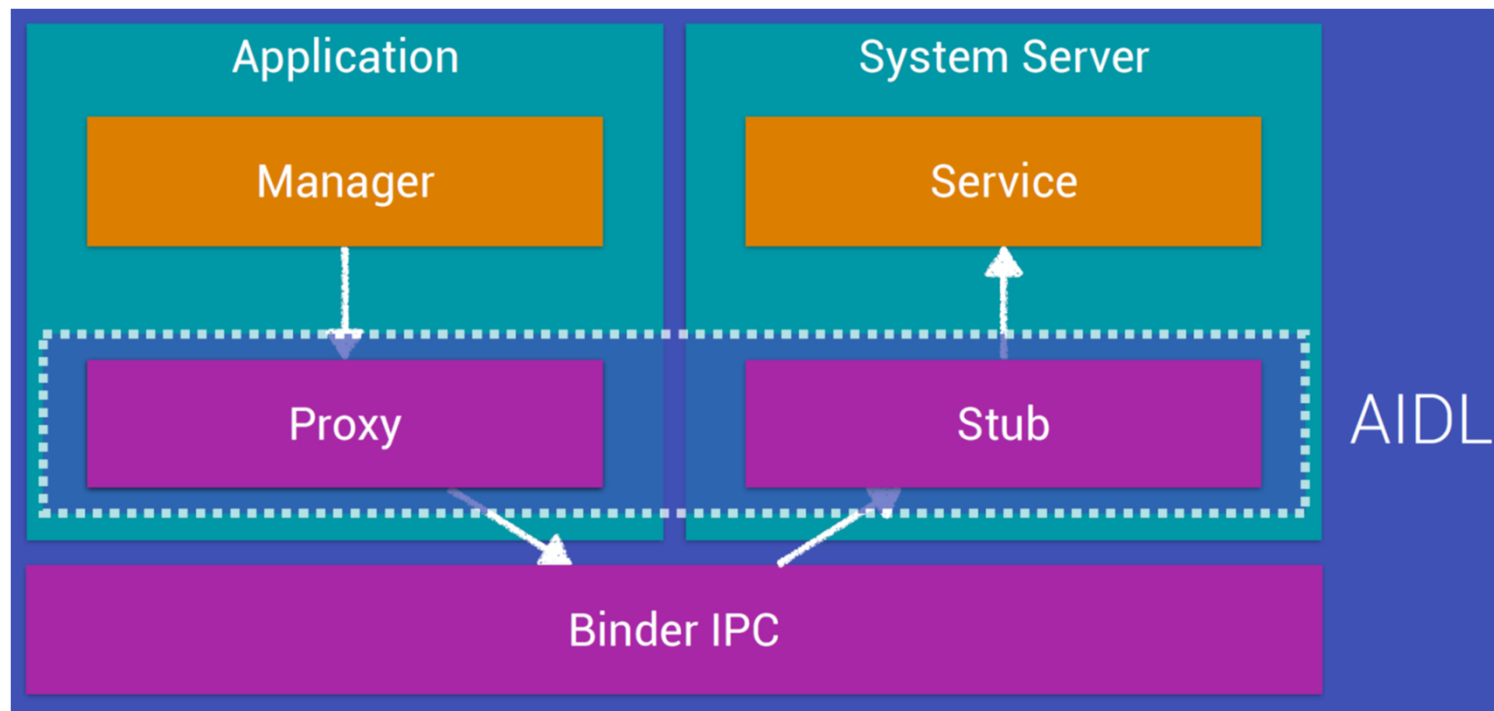 Application
System Server
Manager
Service
Proxy
Stub
AIDL
Binder IPC